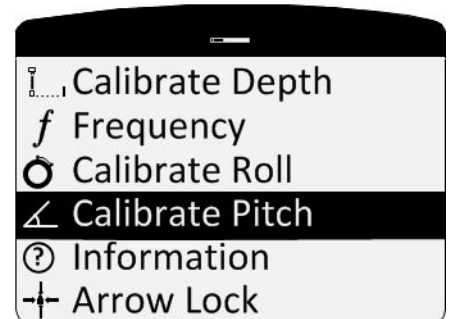 Calibrate Depth
f Frequency
Calibrate Roll
Calibrate Pitch
? Information
Arrow Lock